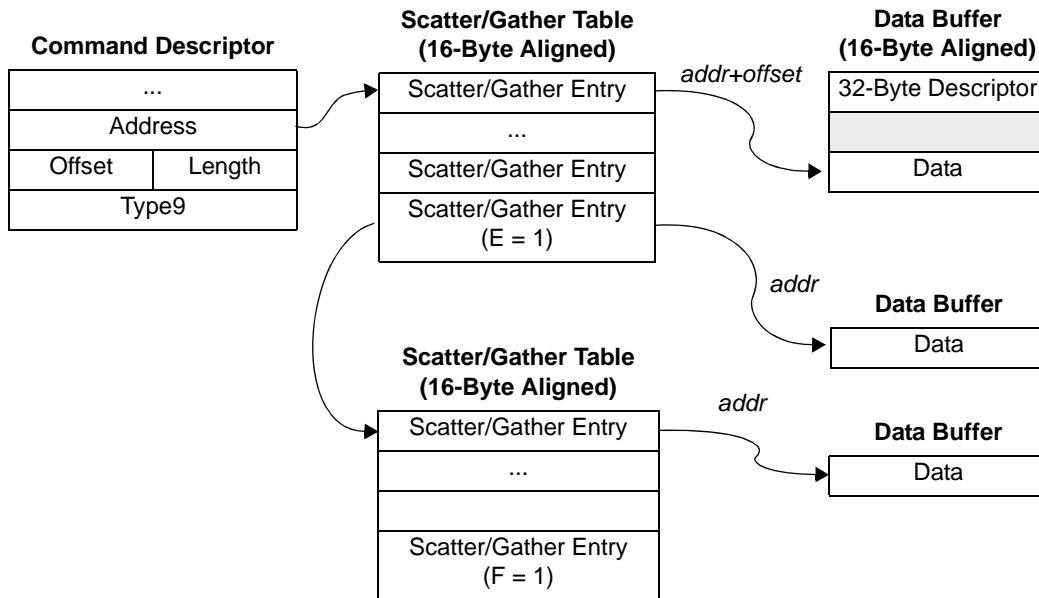 Command Descriptor
...
Address
Offset
Length
Type9
Scatter/Gather Table
(16-Byte Aligned)
Scatter/Gather Entry
...
Scatter/Gather Entry
Scatter/Gather Entry
(E = 1)
addr+offset
Data Buffer
(16-Byte Aligned)
32-Byte Descriptor
Data
addr
Data Buffer
Data
Scatter/Gather Table
(16-Byte Aligned)
Scatter/Gather Entry
...
Scatter/Gather Entry
(F = 1)
addr
Data Buffer
Data